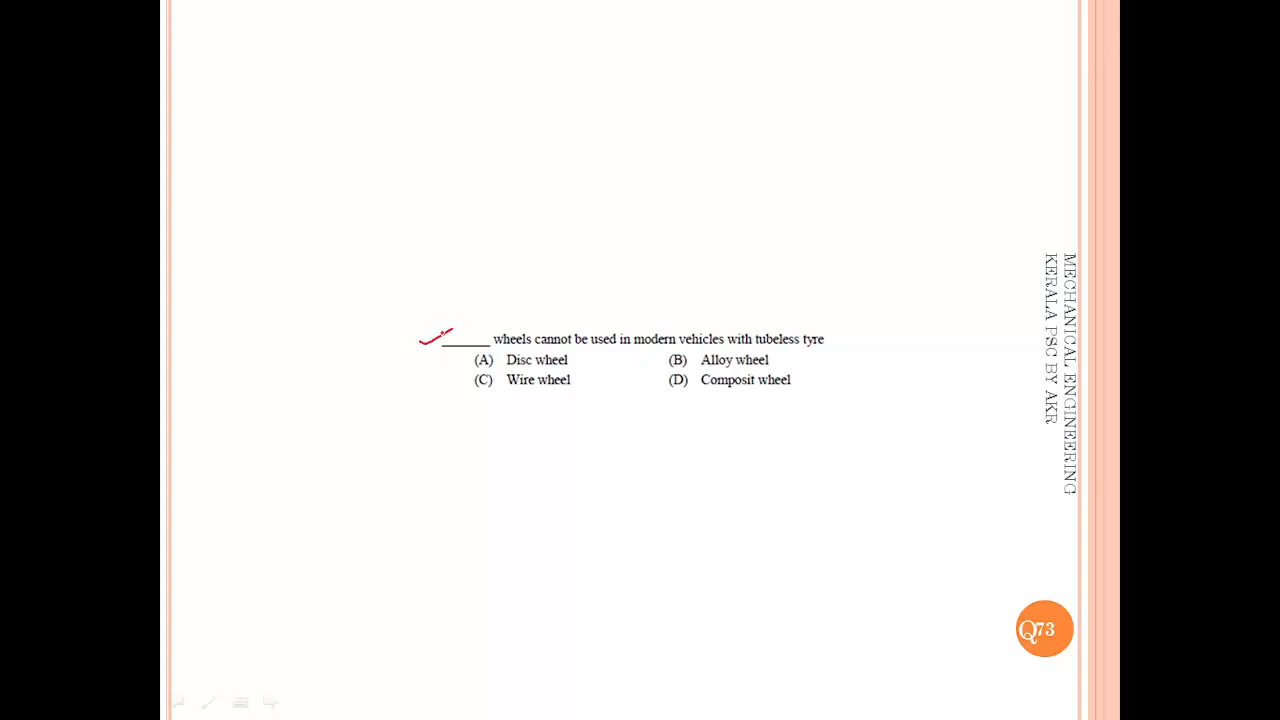 ______ wheels cannot be used in modern vehicles with tubeless tyre
(A) Disc wheel (B) Alloy wheel
(C) Wire wheel (D) Composit wheel
MECHANICAL ENGINEERING
KERALA PSC BY AKR
Q73